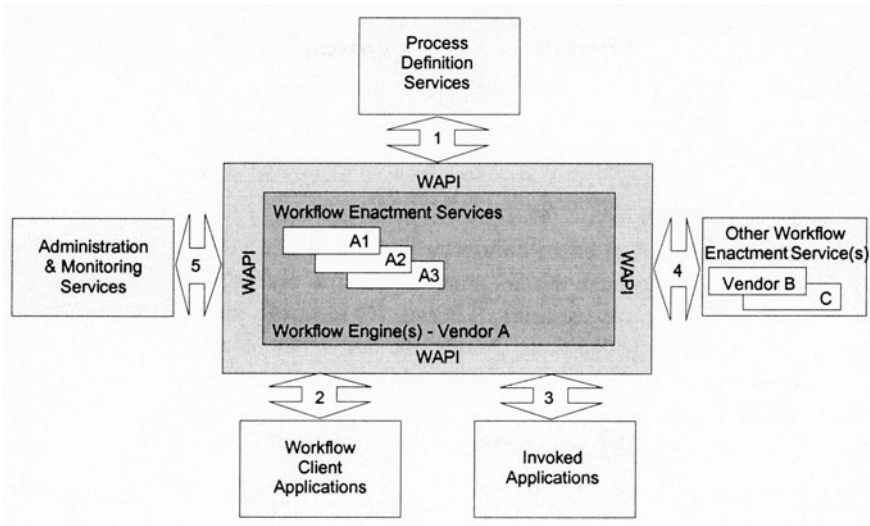 Process
Definition
Services
1
WAPI
Workflow Enactment Services
A1
A2
A3
Workflow Engine(s) - Vendor A
WAPI
WAPI
WAPI
Administration
& Monitoring
Services
5
4
Other Workflow
Enactment Service(s)
Vendor B
C
2
3
Workflow
Client
Applications
Invoked
Applications